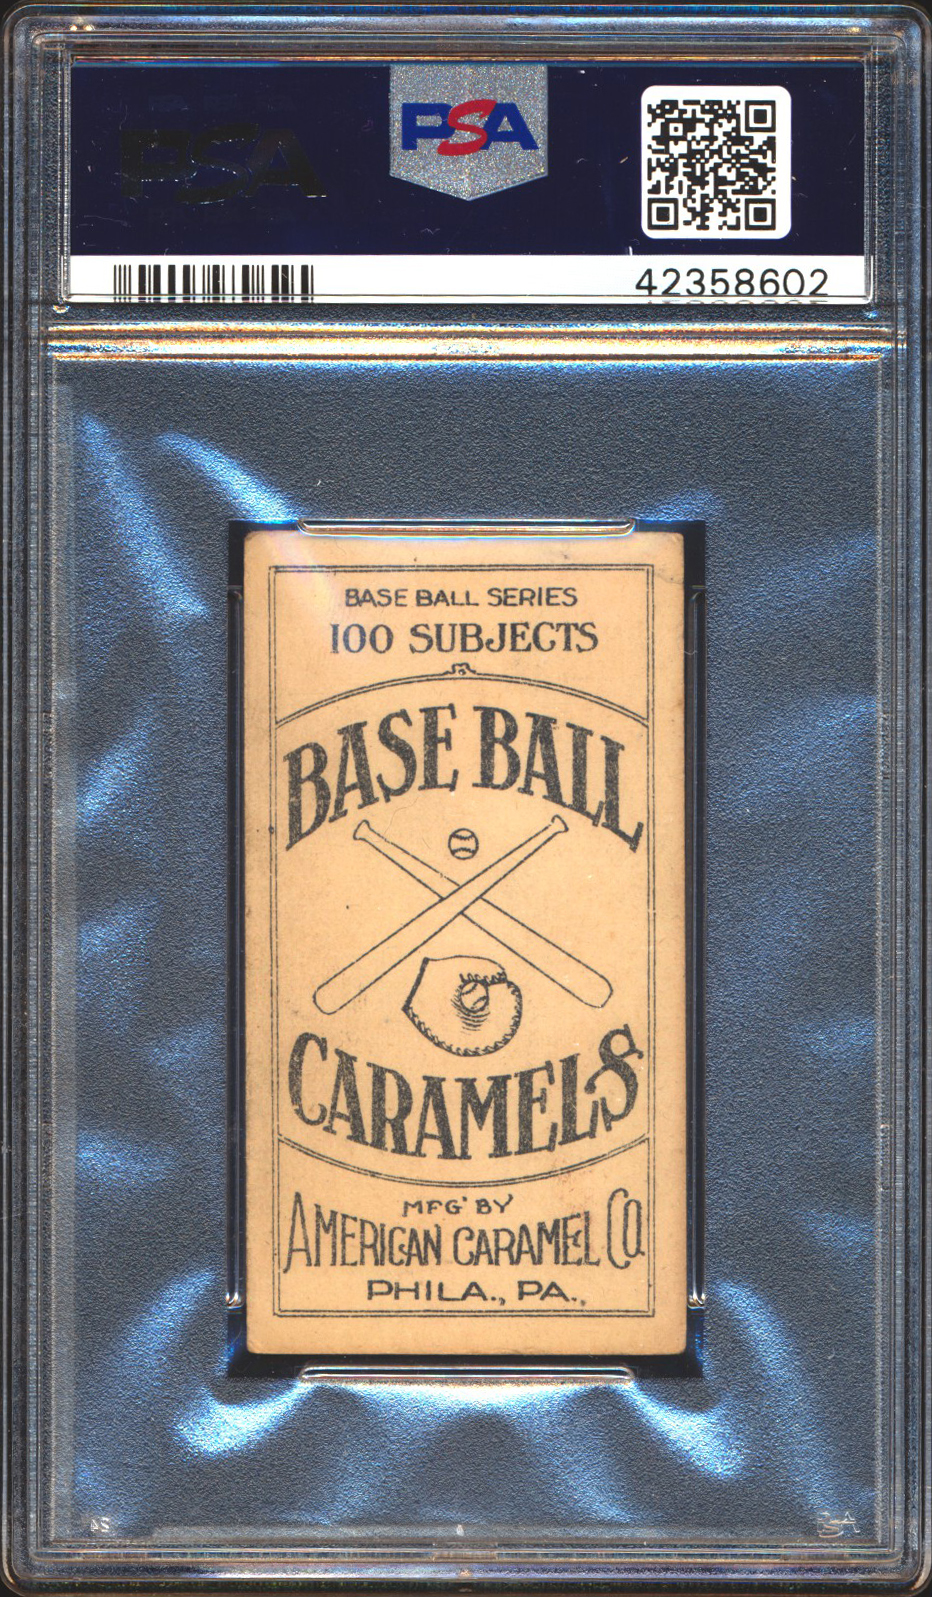 PSA
PSA
42358602
BASE BALL SERIES
100 SUBJECTS
BASE BALL
CARAMELS
MFG' BY
AMERICAN CARAMEL CO
PHILA., PA.,